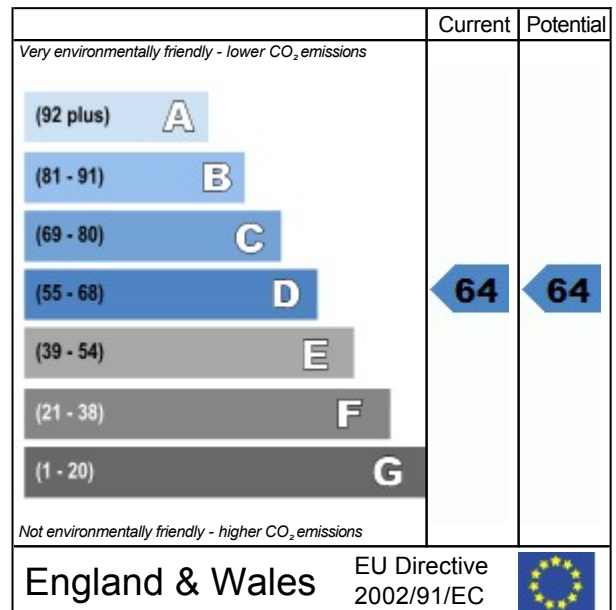 Current Potential
Very environmentally friendly - lower CO₂ emissions
(92 plus) A
(81 - 91) B
(69 - 80) C
(55 - 68) D 64 64
(39 - 54) E
(21 - 38) F
(1 - 20) G
Not environmentally friendly - higher CO₂ emissions
England & Wales
EU Directive
2002/91/EC